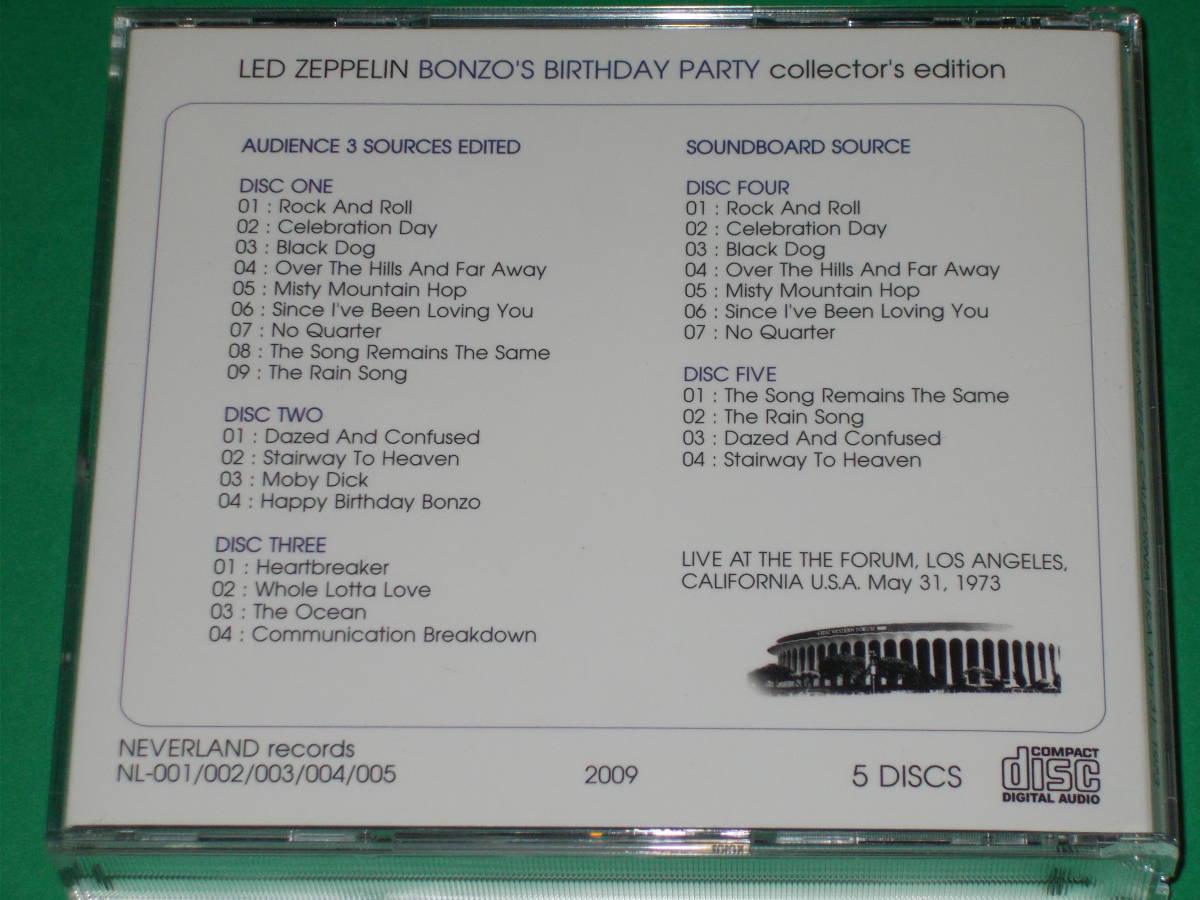 LED ZEPPELIN BONZO'S BIRTHDAY PARTY collector's edition
AUDIENCE 3 SOURCES EDITED
DISC ONE
01 : Rock And Roll
02 : Celebration Day
03 : Black Dog
04 : Over The Hills And Far Away
05 : Misty Mountain Hop
06 : Since I've Been Loving You
07 : No Quarter
08 : The Song Remains The Same
09 : The Rain Song
DISC TWO
01 : Dazed And Confused
02 : Stairway To Heaven
03 : Moby Dick
04 : Happy Birthday Bonzo
DISC THREE
01 : Heartbreaker
02 : Whole Lotta Love
03 : The Ocean
04 : Communication Breakdown
SOUNDBOARD SOURCE
DISC FOUR
01 : Rock And Roll
02 : Celebration Day
03 : Black Dog
04 : Over The Hills And Far Away
05 : Misty Mountain Hop
06 : Since I've Been Loving You
07 : No Quarter
DISC FIVE
01 : The Song Remains The Same
02 : The Rain Song
03 : Dazed And Confused
04 : Stairway To Heaven
LIVE AT THE THE FORUM, LOS ANGELES,
CALIFORNIA U.S.A. May 31, 1973
GREAT WESTERN FORUM
NEVERLAND records
NL-001/002/003/004/005
2009
5 DISCS
COMPACT
disc
DIGITAL AUDIO